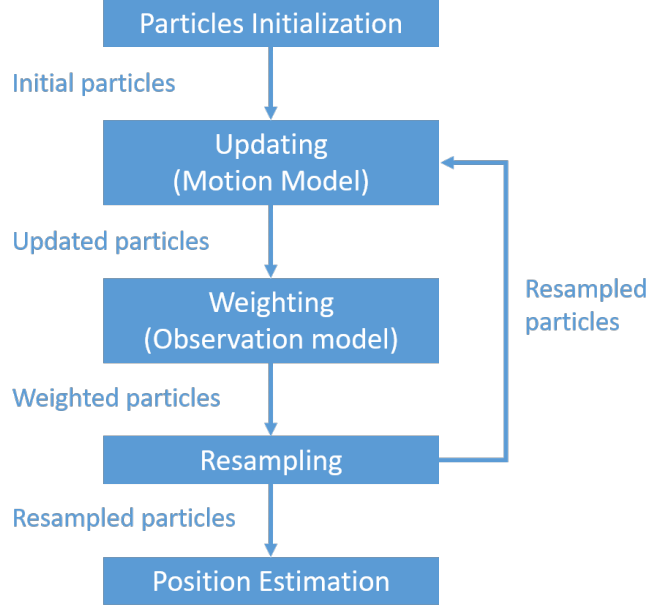 Particles Initialization
Initial particles
Updating
(Motion Model)
Updated particles
Weighting
(Observation model)
Resampled
particles
Weighted particles
Resampling
Resampled particles
Position Estimation